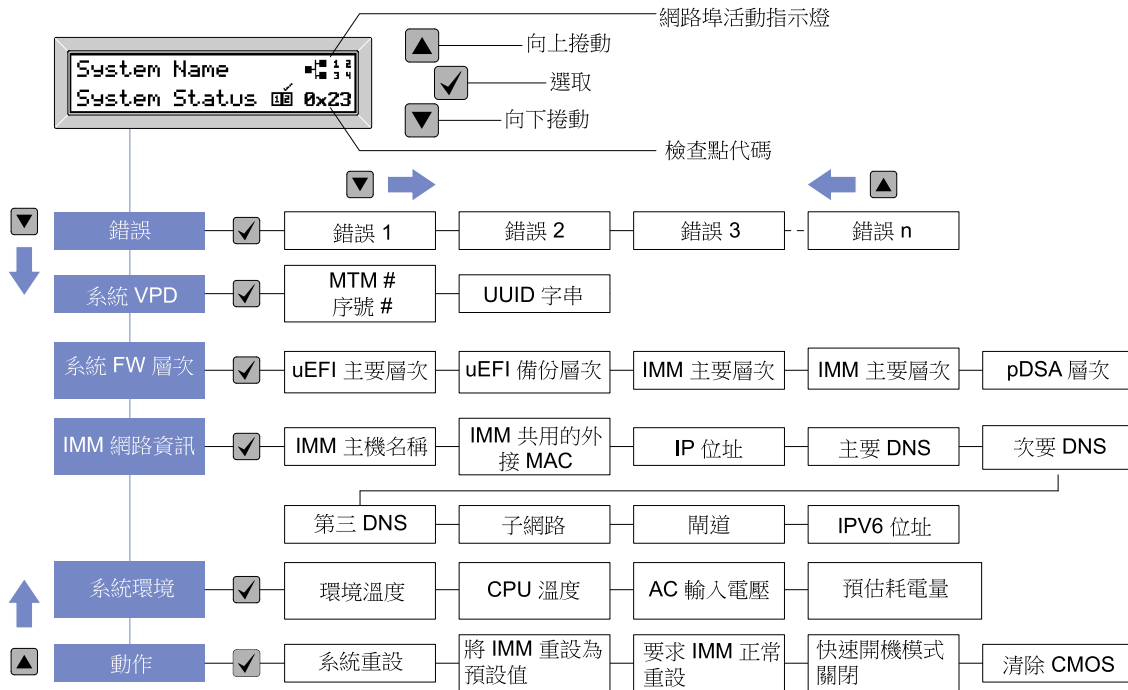 網路埠活動指示燈
System Name 1 2
3 4
System Status 12 0x23
向上捲動
選取
向下捲動
檢查點代碼
錯誤
錯誤 1
錯誤 2
錯誤 3
錯誤 n
系統 VPD
MTM #
序號 #
UUID 字串
系統 FW 層次
uEFI 主要層次
uEFI 備份層次
IMM 主要層次
IMM 主要層次
pDSA 層次
IMM 網路資訊
IMM 主機名稱
IMM 共用的外
接 MAC
IP 位址
主要 DNS
次要 DNS
第三 DNS
子網路
閘道
IPV6 位址
系統環境
環境溫度
CPU 溫度
AC 輸入電壓
預估耗電量
動作
系統重設
將 IMM 重設為
預設值
要求 IMM 正常
重設
快速開機模式
關閉
清除 CMOS